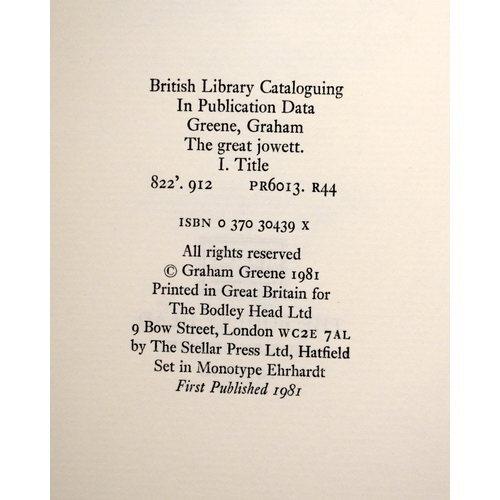 British Library Cataloguing
In Publication Data
Greene, Graham
The great jowett.
I. Title
822'. 912 PR6013. R44
ISBN 0 370 30439 X
All rights reserved
© Graham Greene 1981
Printed in Great Britain for
The Bodley Head Ltd
9 Bow Street, London WC2E 7AL
by The Stellar Press Ltd, Hatfield
Set in Monotype Ehrhardt
First Published 1981